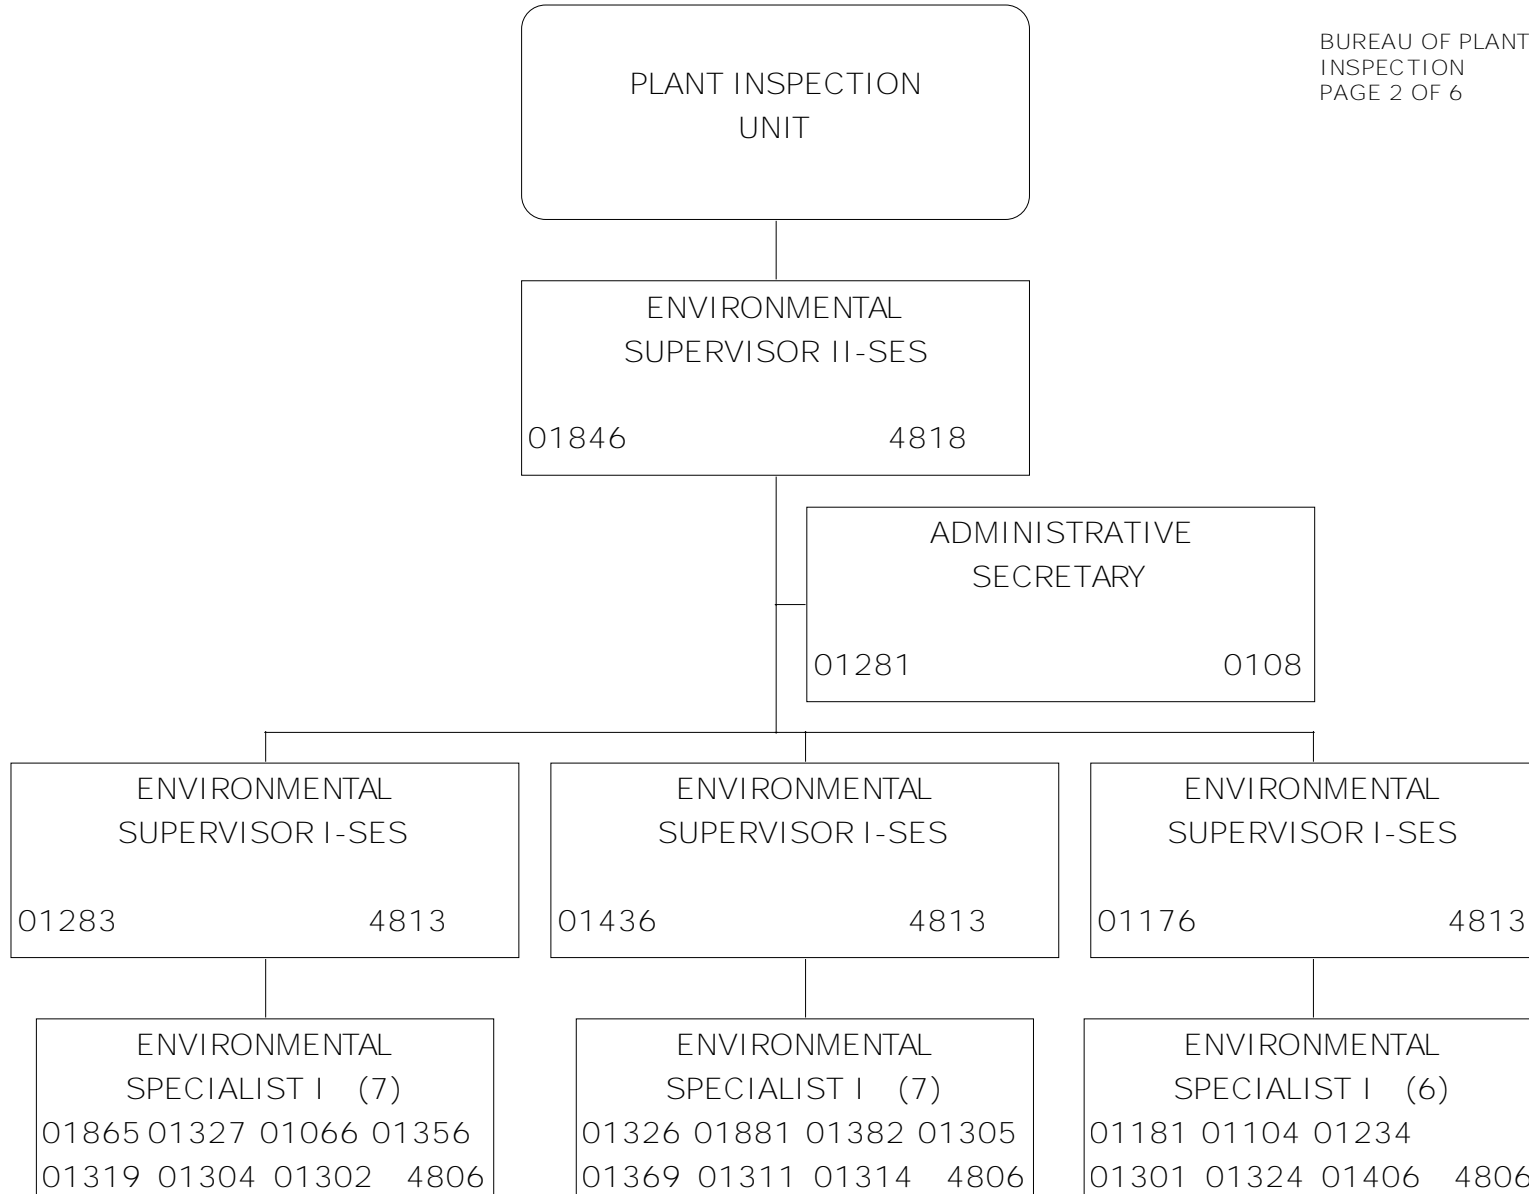 BUREAU OF PLANT
INSPECTION
PAGE 2 OF 6
PLANT INSPECTION
UNIT
ENVIRONMENTAL
SUPERVISOR II-SES
01846 4818
ADMINISTRATIVE
SECRETARY
01281 0108
ENVIRONMENTAL
SUPERVISOR I-SES
01283 4813
ENVIRONMENTAL
SUPERVISOR I-SES
01436 4813
ENVIRONMENTAL
SUPERVISOR I-SES
01176 4813
ENVIRONMENTAL
SPECIALIST I (7)
01865 01327 01066 01356
01319 01304 01302 4806
ENVIRONMENTAL
SPECIALIST I (7)
01326 01881 01382 01305
01369 01311 01314 4806
ENVIRONMENTAL
SPECIALIST I (6)
01181 01104 01234
01301 01324 01406 4806